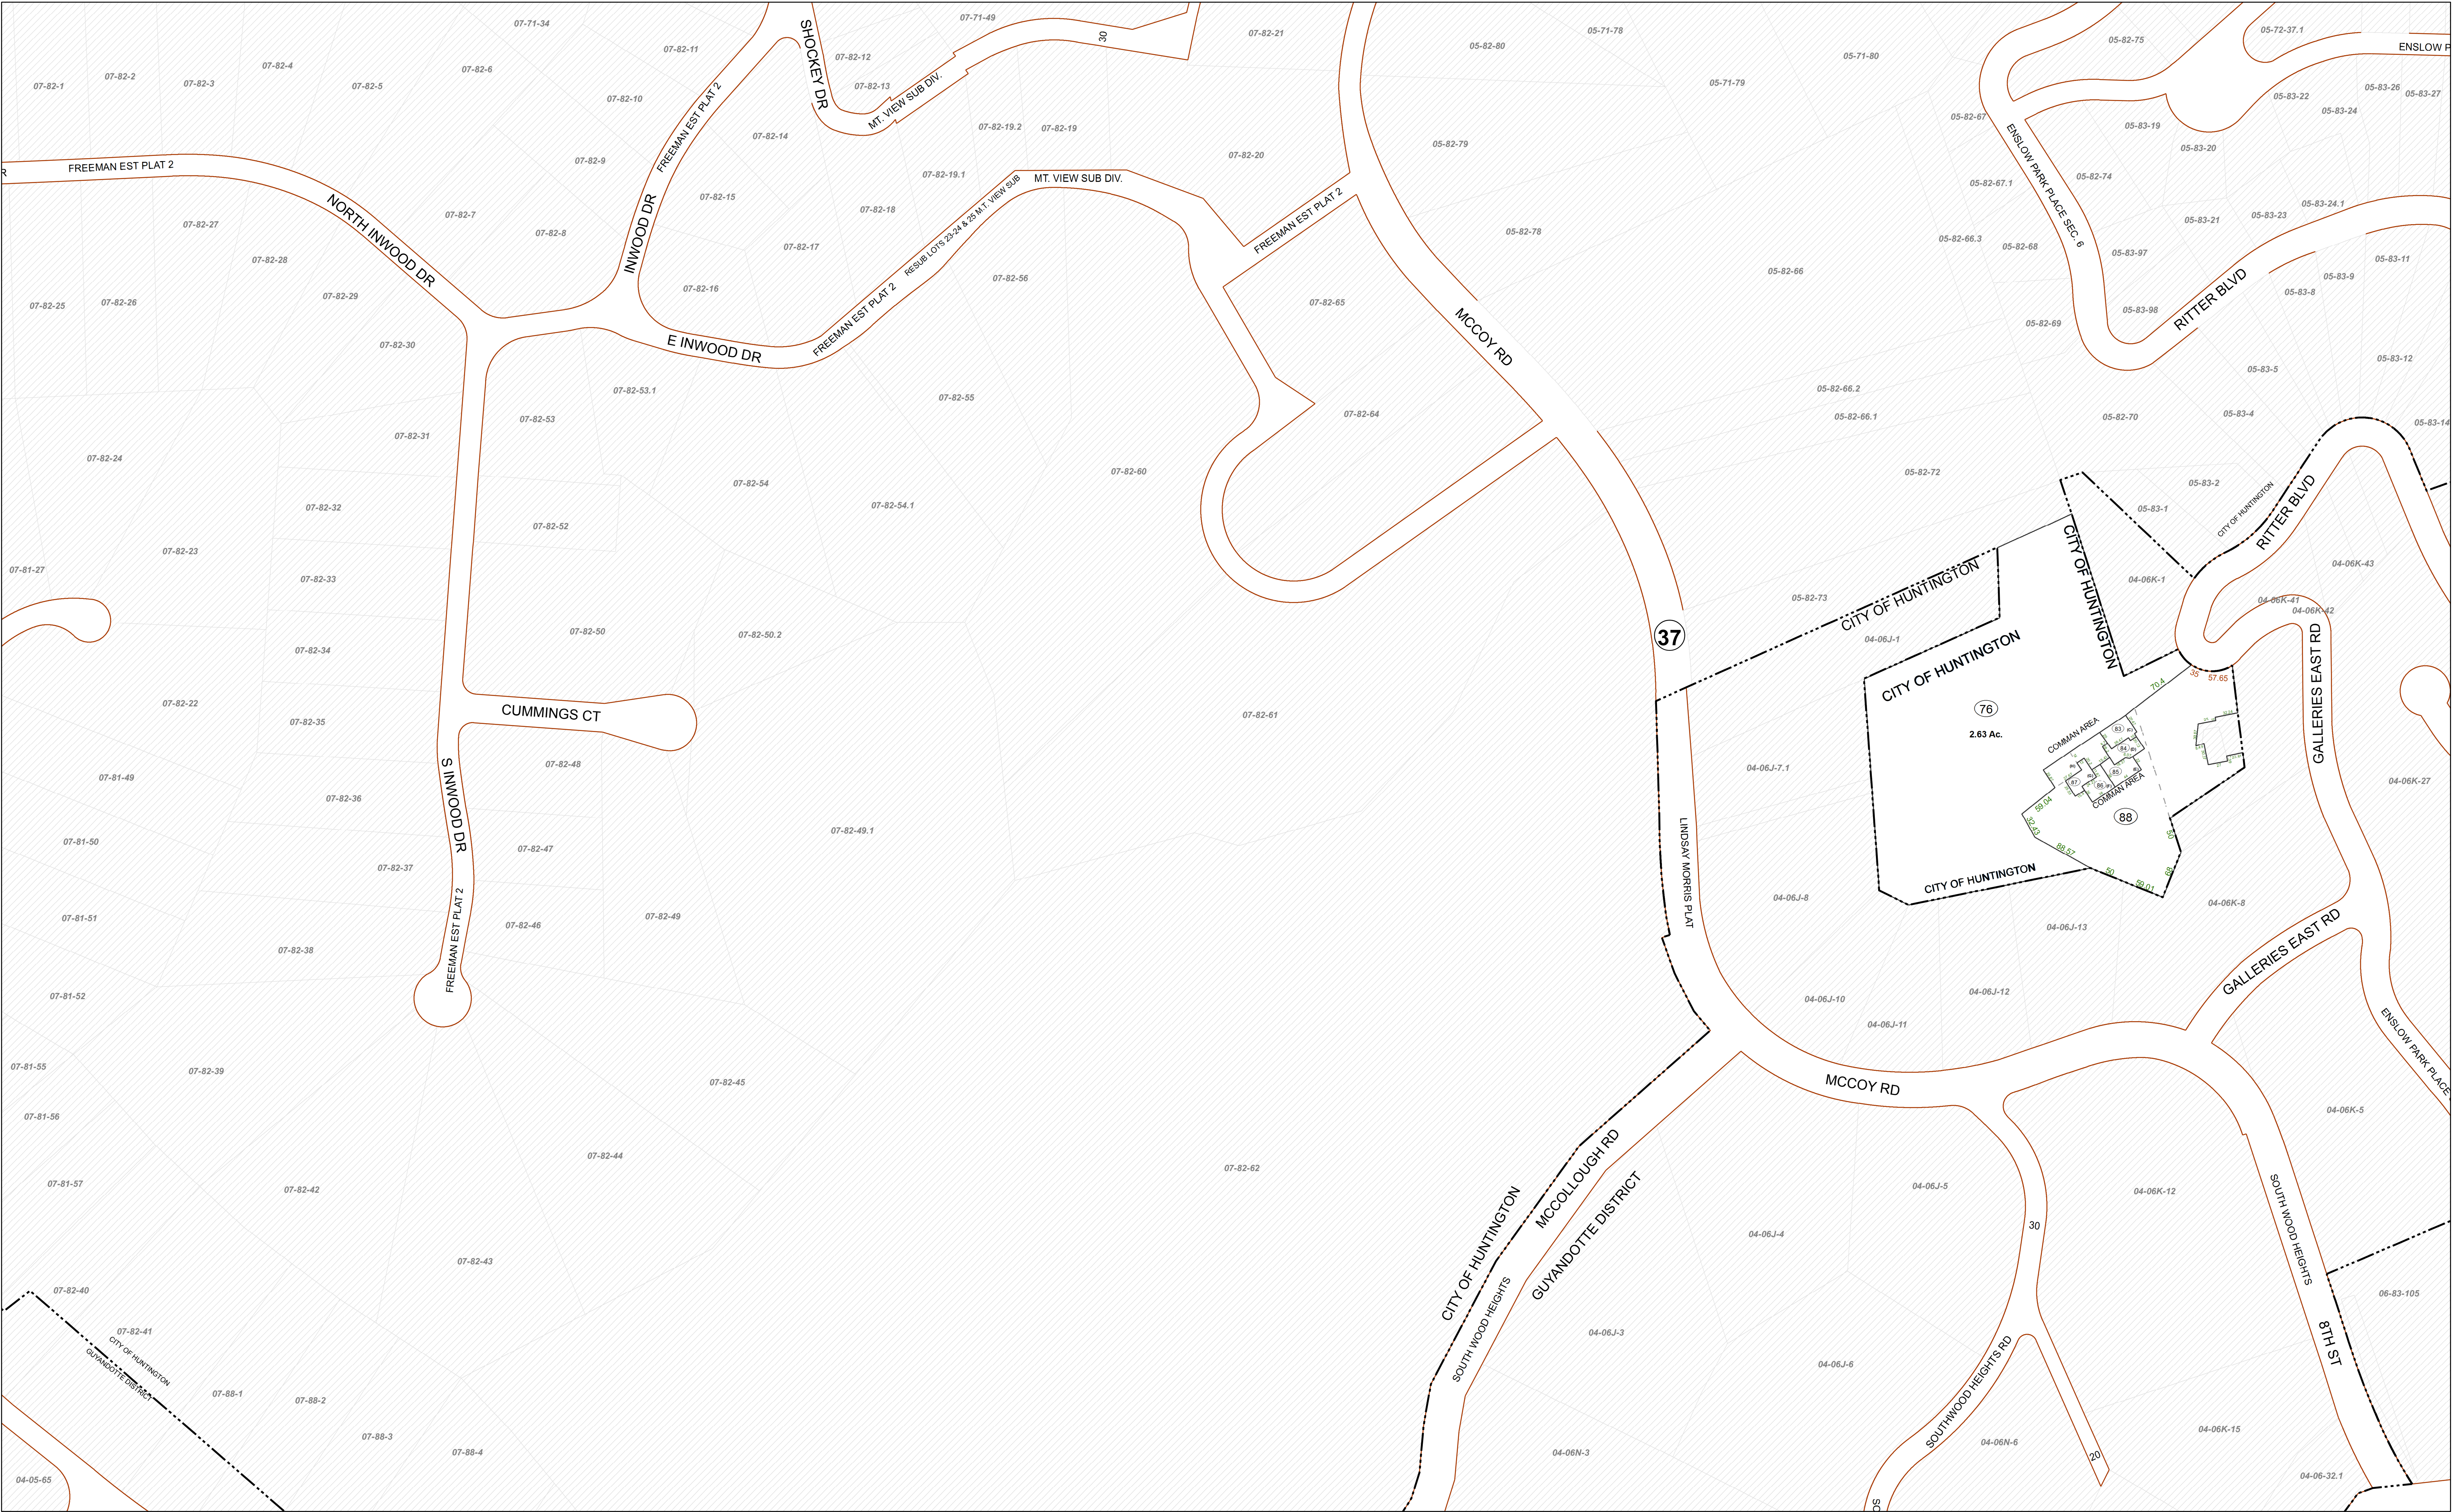 07-71-34
07-71-49
30
07-82-21
05-71-78
05-82-75
05-72-37.1
ENSLOW P
07-82-11
SHOCKEY DR
07-82-12
05-82-80
05-71-80
07-82-1
07-82-2
07-82-3
07-82-4
07-82-5
07-82-6
07-82-10
FREEMAN EST PLAT 2
07-82-13
MT. VIEW SUB DIV.
05-71-79
05-83-22
05-83-26
05-83-27
05-83-24
07-82-14
07-82-19.2
07-82-19
05-82-67
05-83-19
05-83-20
07-82-9
07-82-20
05-82-79
R
FREEMAN EST PLAT 2
07-82-19.1
RESUB LOTS 23-24 & 25 M.T. VIEW SUB
MT. VIEW SUB DIV.
ENSLOW PARK PLACE SEC. 6
05-82-67.1
05-82-74
07-82-15
07-82-18
FREEMAN EST PLAT 2
05-83-24.1
05-83-21
05-83-23
07-82-27
NORTH INWOOD DR
07-82-7
07-82-8
INWOOD DR
07-82-17
05-82-78
05-82-66.3
05-82-68
05-83-97
07-82-28
05-82-66
05-83-11
05-83-9
07-82-25
07-82-26
07-82-29
07-82-16
FREEMAN EST PLAT 2
07-82-56
07-82-65
05-83-8
RITTER BLVD
05-83-98
05-82-69
07-82-30
E INWOOD DR
MCCOY RD
05-83-12
05-83-5
07-82-53.1
07-82-55
05-82-66.2
07-82-53
07-82-64
05-82-66.1
05-82-70
05-83-4
05-83-14
07-82-31
07-82-24
07-82-54
07-82-60
05-82-72
05-83-2
07-82-32
07-82-54.1
05-83-1
CITY OF HUNTINGTON
RITTER BLVD
07-82-52
07-82-23
CITY OF HUNTINGTON
07-81-27
07-82-33
CITY OF HUNTINGTON
04-06K-1
04-06K-43
05-82-73
04-06K-41
04-06K-42
07-82-50
07-82-50.2
37
04-06J-1
07-82-34
CITY OF HUNTINGTON
GALLERIES EAST RD
35
57.65
70.4
07-82-22
07-82-35
CUMMINGS CT
07-82-61
76
2.63 Ac.
COMMAN AREA
83
(C)
84
(D)
07-81-49
07-82-48
04-06J-7.1
85
87
86
COMMAN AREA
04-06K-27
07-82-36
S INWOOD DR
59.04
88
07-81-50
07-82-47
07-82-49.1
LINDSAY MORRIS PLAT
32.43
50
88.57
07-82-37
CITY OF HUNTINGTON
50
59.01
68
07-81-51
07-82-46
07-82-49
04-06J-8
04-06J-13
04-06K-8
07-82-38
FREEMAN EST PLAT 2
GALLERIES EAST RD
07-81-52
04-06J-10
04-06J-12
04-06J-11
ENSLOW PARK PLACE
07-81-55
07-82-39
07-82-45
MCCOY RD
07-81-56
04-06K-5
07-82-44
07-82-62
MCCOLLOUGH RD
07-81-57
07-82-42
04-06J-5
04-06K-12
CITY OF HUNTINGTON
GUYANDOTTE DISTRICT
30
SOUTH WOOD HEIGHTS
04-06J-4
07-82-43
07-82-40
SOUTH WOOD HEIGHTS
06-83-105
07-82-41
CITY OF HUNTINGTON
GUYANDOTTE DISTRICT
04-06J-3
8TH ST
04-06J-6
SOUTHWOOD HEIGHTS RD
07-88-1
07-88-2
07-88-3
07-88-4
04-06K-15
04-06N-3
04-06N-6
20
04-05-65
04-06-32.1
SO